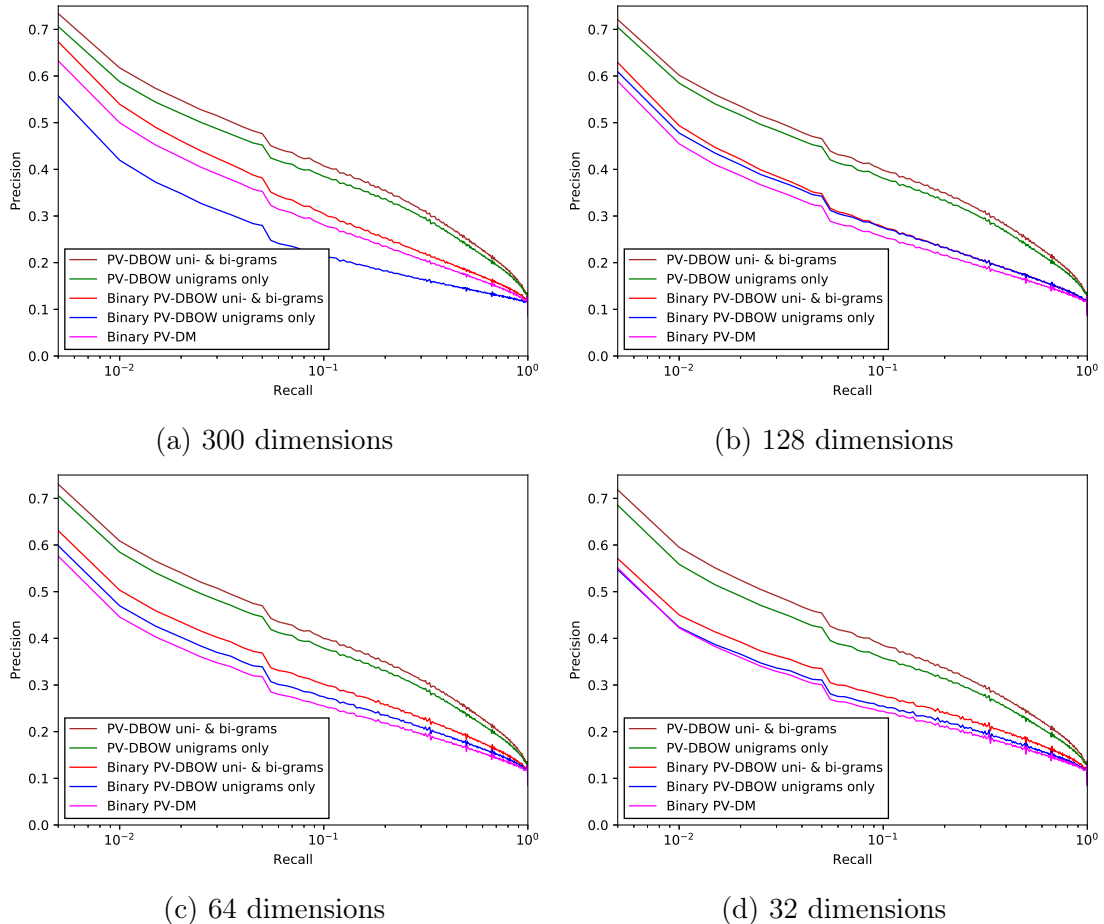 0.7
0.6
0.5
0.4
0.3
0.2
0.1
0.0
Precision
PV-DBOW uni- & bi-grams
PV-DBOW unigrams only
Binary PV-DBOW uni- & bi-grams
Binary PV-DBOW unigrams only
Binary PV-DM
10⁻² 10⁻¹ 10⁰
Recall
(a) 300 dimensions
0.7
0.6
0.5
0.4
0.3
0.2
0.1
0.0
Precision
PV-DBOW uni- & bi-grams
PV-DBOW unigrams only
Binary PV-DBOW uni- & bi-grams
Binary PV-DBOW unigrams only
Binary PV-DM
10⁻² 10⁻¹ 10⁰
Recall
(b) 128 dimensions
0.7
0.6
0.5
0.4
0.3
0.2
0.1
0.0
Precision
PV-DBOW uni- & bi-grams
PV-DBOW unigrams only
Binary PV-DBOW uni- & bi-grams
Binary PV-DBOW unigrams only
Binary PV-DM
10⁻² 10⁻¹ 10⁰
Recall
(c) 64 dimensions
0.7
0.6
0.5
0.4
0.3
0.2
0.1
0.0
Precision
PV-DBOW uni- & bi-grams
PV-DBOW unigrams only
Binary PV-DBOW uni- & bi-grams
Binary PV-DBOW unigrams only
Binary PV-DM
10⁻² 10⁻¹ 10⁰
Recall
(d) 32 dimensions